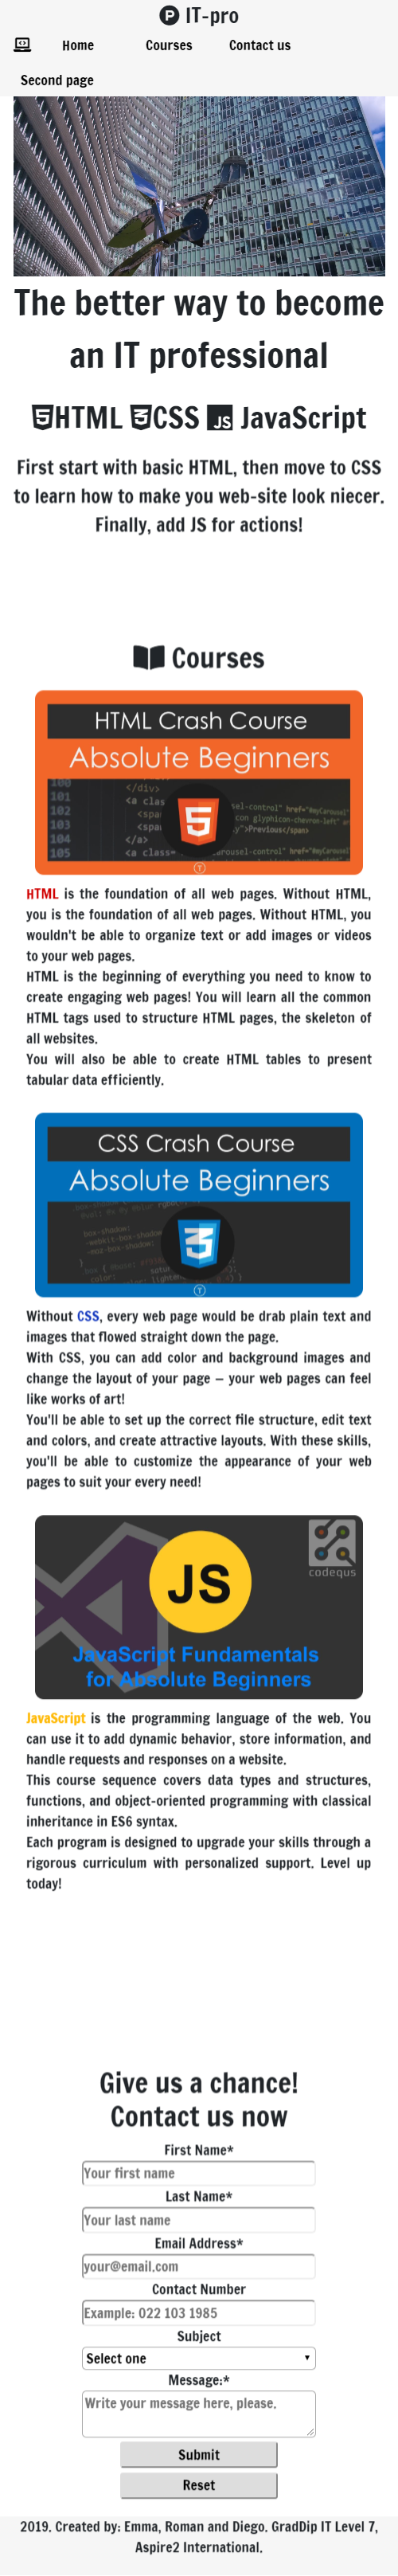 P IT-pro
Home Courses Contact us
Second page
The better way to become
an IT professional
HTML CSS JS JavaScript
First start with basic HTML, then move to CSS
to learn how to make you web-site look niecer.
Finally, add JS for actions!
Courses
HTML Crash Course
Absolute Beginners
100 </div>
101 <a clas
102 <spa
103 <spa
104 </a>
105 <a class=
HTML is the foundation of all web pages. Without HTML,
you is the foundation of all web pages. Without HTML, you
wouldn't be able to organize text or add images or videos
to your web pages.
HTML is the beginning of everything you need to know to
create engaging web pages! You will learn all the common
HTML tags used to structure HTML pages, the skeleton of
all websites.
You will also be able to create HTML tables to present
tabular data efficiently.
CSS Crash Course
Absolute Beginners
box-shadow:
Without CSS, every web page would be drab plain text and
images that flowed straight down the page.
With CSS, you can add color and background images and
change the layout of your page – your web pages can feel
like works of art!
You'll be able to set up the correct file structure, edit text
and colors, and create attractive layouts. With these skills,
you'll be able to customize the appearance of your web
pages to suit your every need!
JS
codequs
JavaScript Fundamentals
for Absolute Beginners
JavaScript is the programming language of the web. You
can use it to add dynamic behavior, store information, and
handle requests and responses on a website.
This course sequence covers data types and structures,
functions, and object-oriented programming with classical
inheritance in ES6 syntax.
Each program is designed to upgrade your skills through a
rigorous curriculum with personalized support. Level up
today!
Give us a chance!
Contact us now
First Name*
Your first name
Last Name*
Your last name
Email Address*
your@email.com
Contact Number
Example: 022 103 1985
Subject
Select one
Message:*
Write your message here, please.
Submit
Reset
2019. Created by: Emma, Roman and Diego. GradDip IT Level 7,
Aspire2 International.